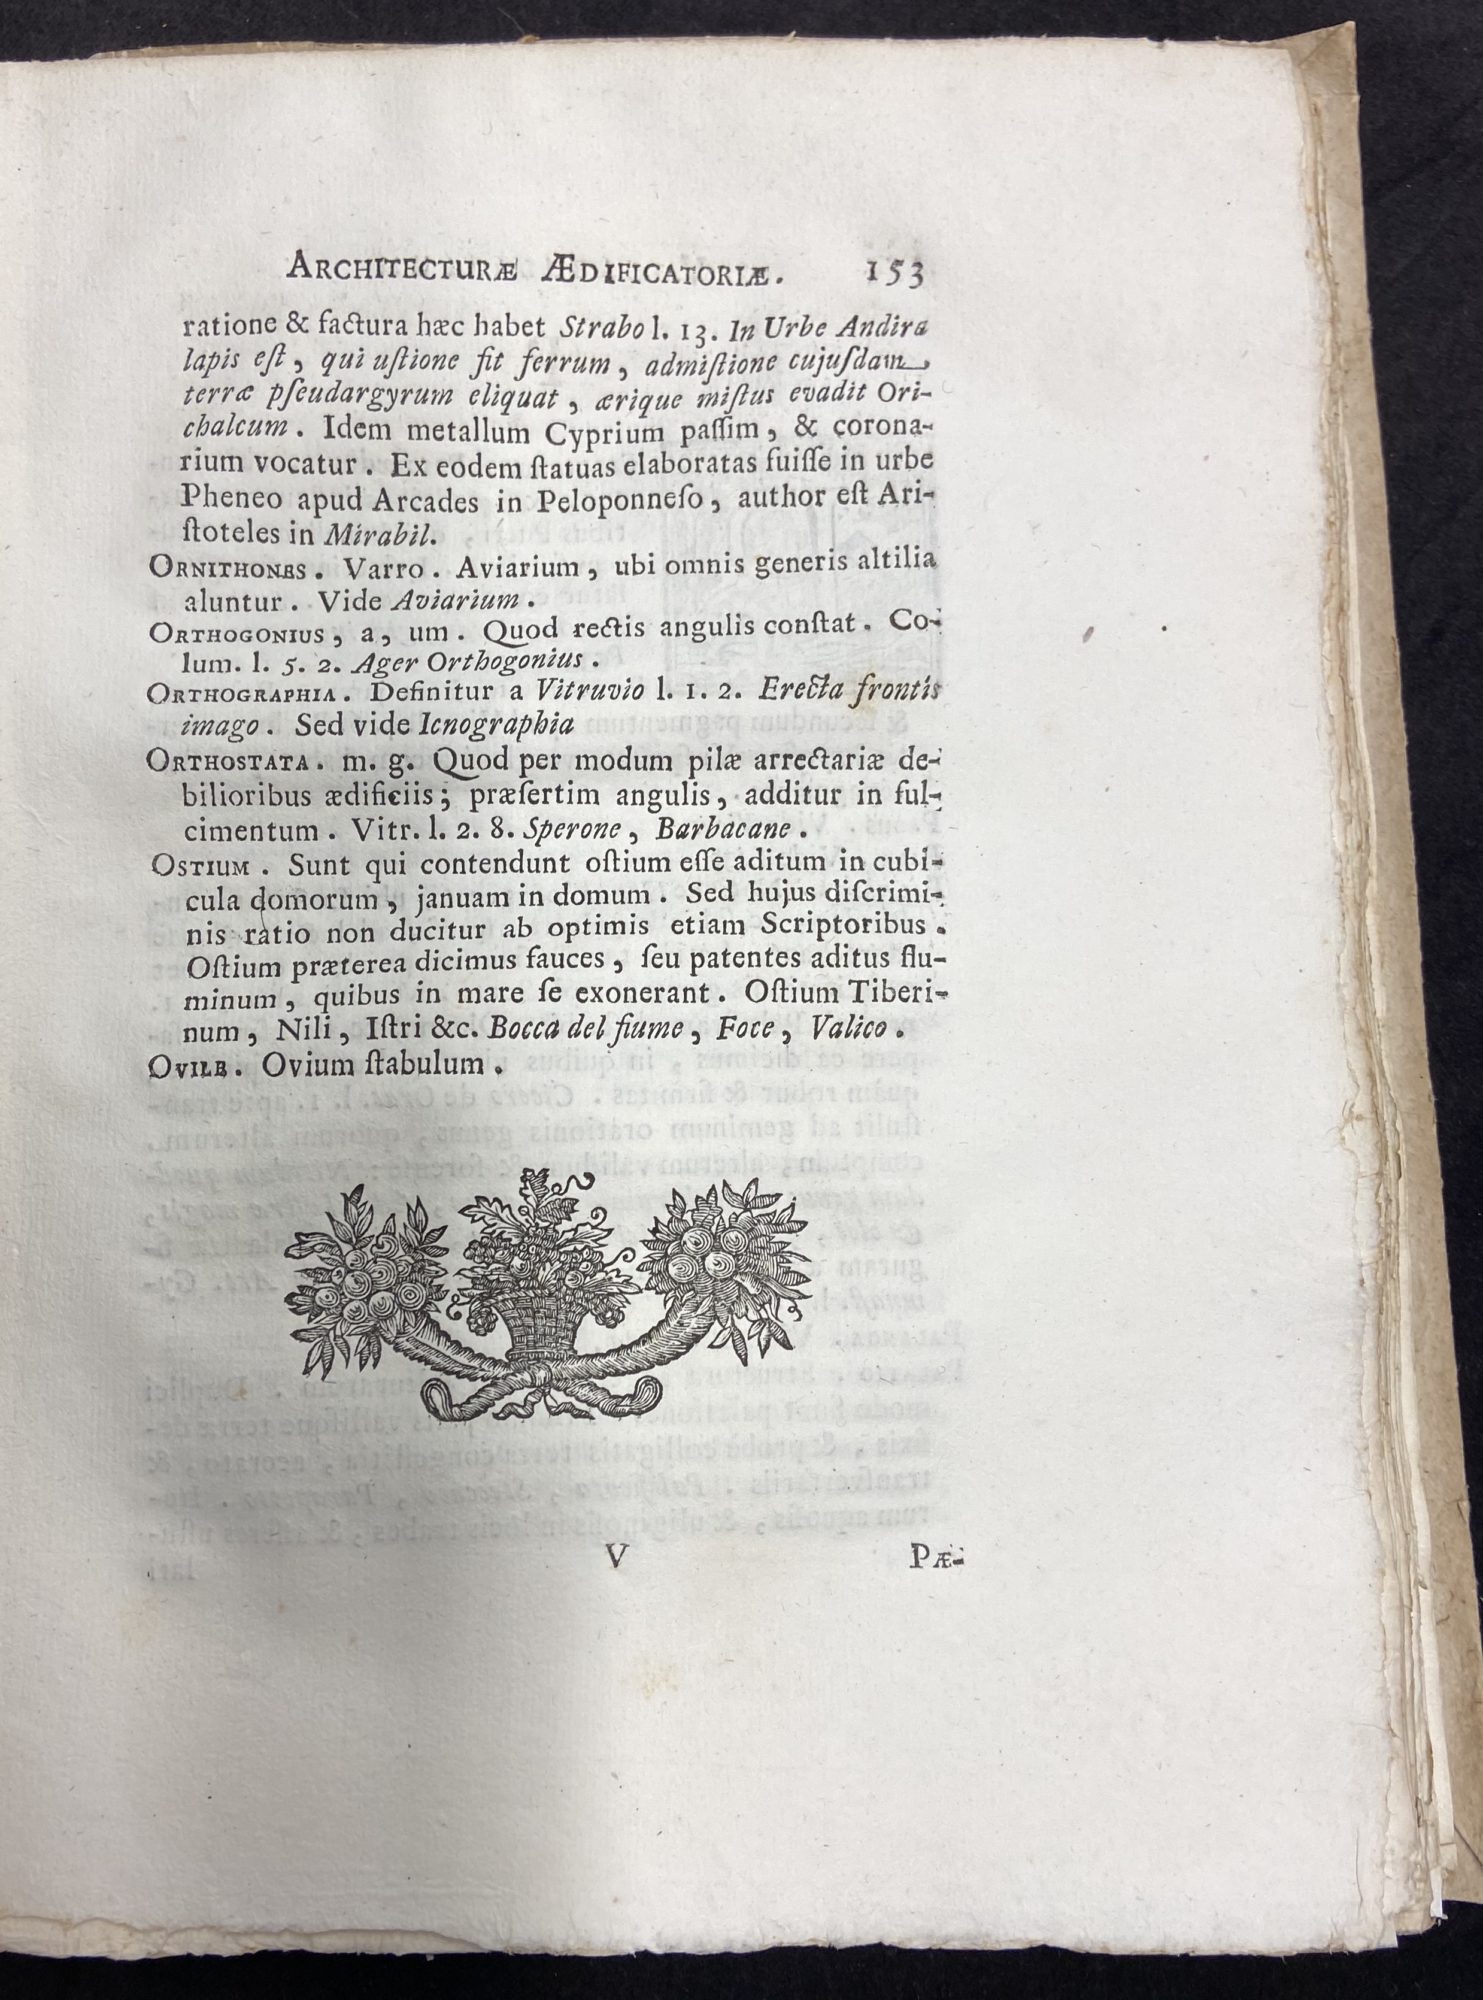 ARCHITECTURÆ ÆDIFICATORIÆ. 153
ratione & factura hæc habet Strabo l. 13. In Urbe Andira
lapis eſt, qui uſtione fit ferrum, admiſtione cujuſdam
terræ pſeudargyrum eliquat, ærique miſtus evadit Ori-
chalcum. Idem metallum Cyprium paſſim, & corona-
rium vocatur. Ex eodem ſtatuas elaboratas fuiſſe in urbe
Pheneo apud Arcades in Peloponneſo, author eſt Ari-
ſtoteles in Mirabil.
ORNITHONES. Varro. Aviarium, ubi omnis generis altilia
aluntur. Vide Aviarium.
ORTHOGONIUS, a, um. Quod rectis angulis conſtat. Co-
lum. l. 5. 2. Ager Orthogonius.
ORTHOGRAPHIA. Definitur a Vitruvio l. 1. 2. Erecta frontis
imago. Sed vide Icnographia
ORTHOSTATA. m. g. Quod per modum pilæ arrectariæ de-
bilioribus ædificiis; præſertim angulis, additur in ful-
cimentum. Vitr. l. 2. 8. Sperone, Barbacane.
OSTIUM. Sunt qui contendunt oſtium eſſe aditum in cubi-
cula domorum, januam in domum. Sed hujus diſcrimi-
nis ratio non ducitur ab optimis etiam Scriptoribus.
Oſtium præterea dicimus fauces, ſeu patentes aditus flu-
minum, quibus in mare ſe exonerant. Oſtium Tiberi-
num, Nili, Iſtri &c. Bocca del fiume, Foce, Valico.
OVILE. Ovium ſtabulum.
V PÆ-